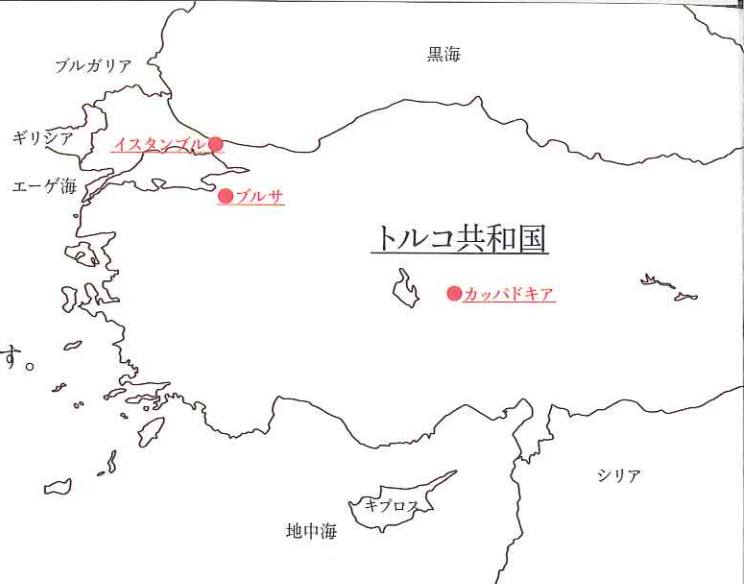 黒海
ブルガリア
ギリシア
イスタンブル
エーゲ海
ブルサ
トルコ共和国
カッパドキア
す。
シリア
キプロス
地中海